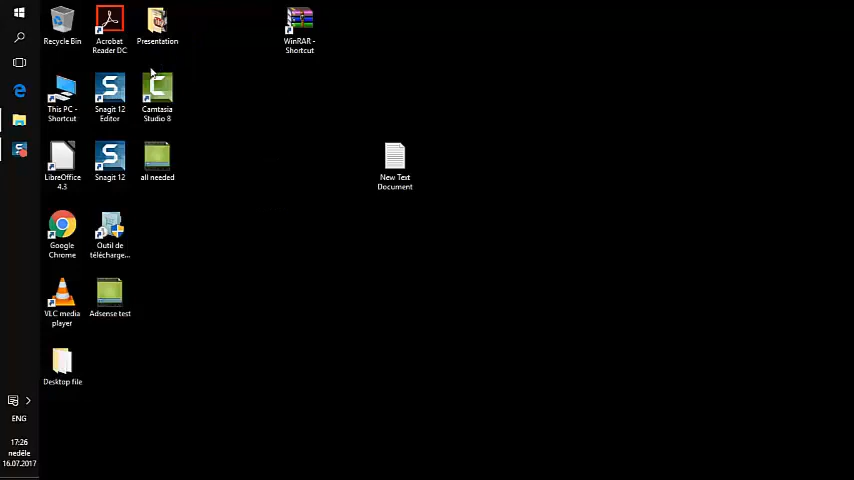 Recycle Bin
Acrobat
Reader DC
Presentation
WinRAR -
Shortcut
This PC -
Shortcut
Snagit 12
Editor
Camtasia
Studio 8
LibreOffice
4.3
Snagit 12
all needed
New Text
Document
Google
Chrome
Outil de
télécharge...
VLC media
player
Adsense test
Desktop file
ENG
17:26
neděle
16.07.2017